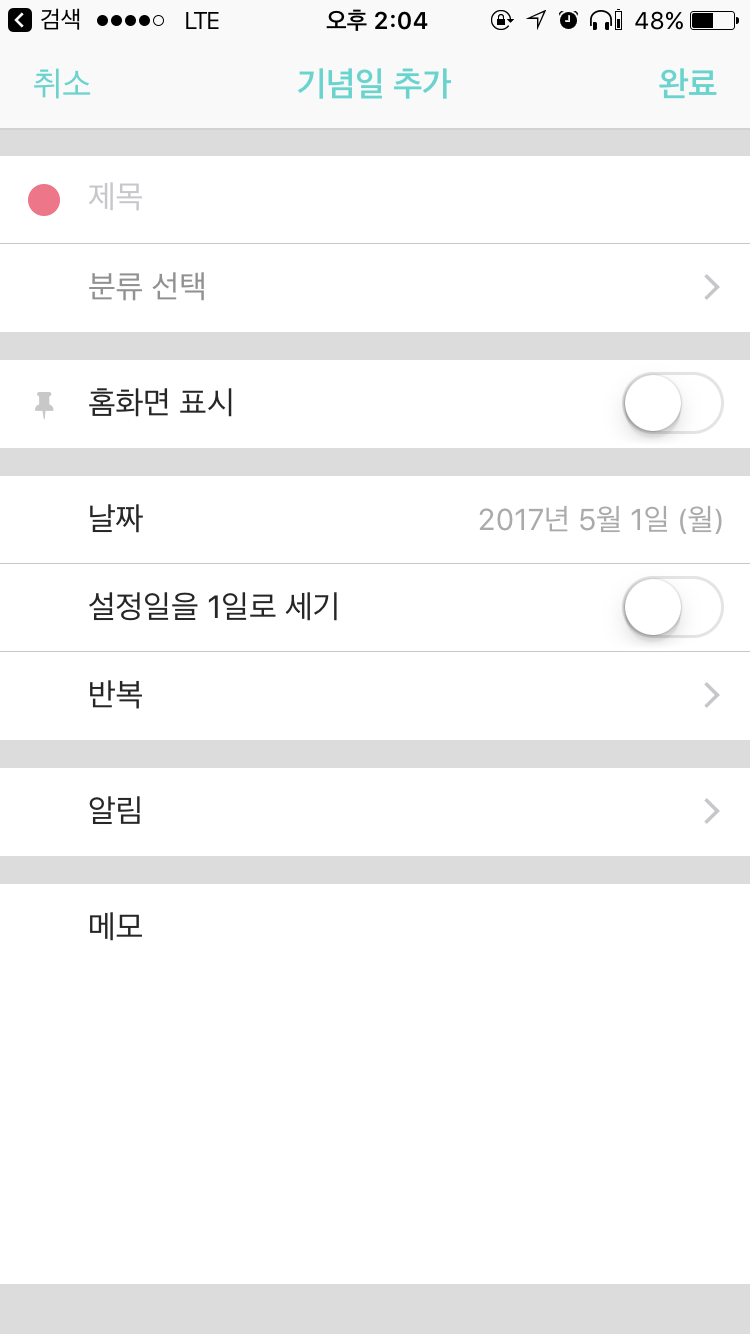 검색 LTE 오후 2:04 48%
취소 기념일 추가 완료
제목
분류 선택
홈화면 표시
날짜 2017년 5월 1일 (월)
설정일을 1일로 세기
반복
알림
메모